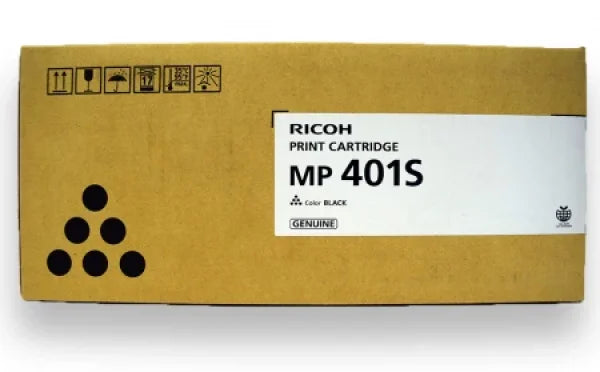 RICOH
PRINT CARTRIDGE
MP 401S
Color BLACK
GENUINE